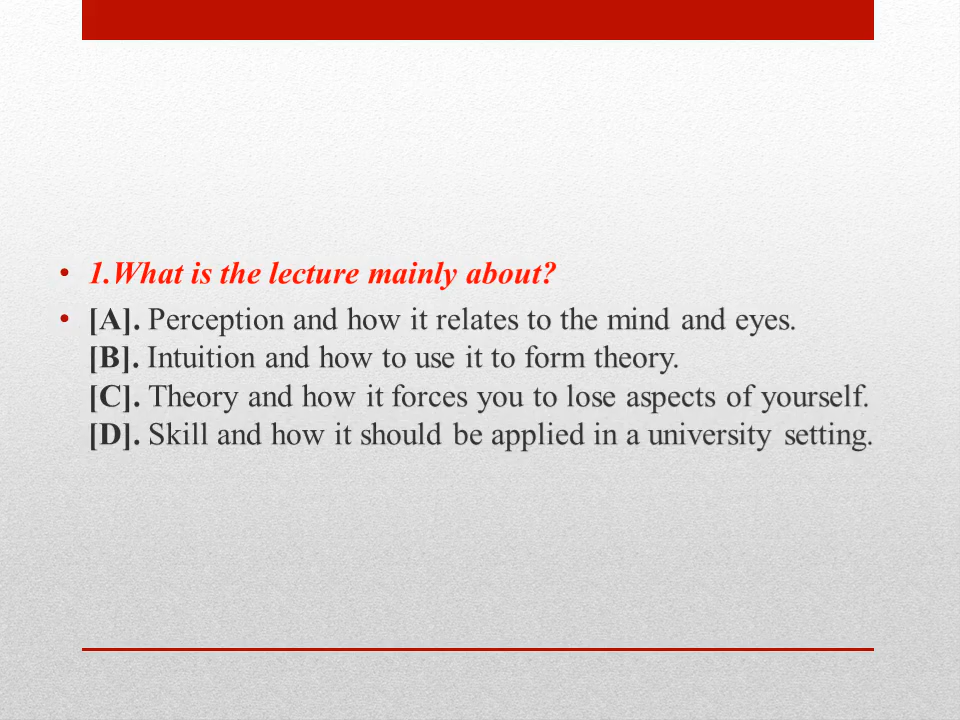 • 1.What is the lecture mainly about?
• [A]. Perception and how it relates to the mind and eyes.
[B]. Intuition and how to use it to form theory.
[C]. Theory and how it forces you to lose aspects of yourself.
[D]. Skill and how it should be applied in a university setting.